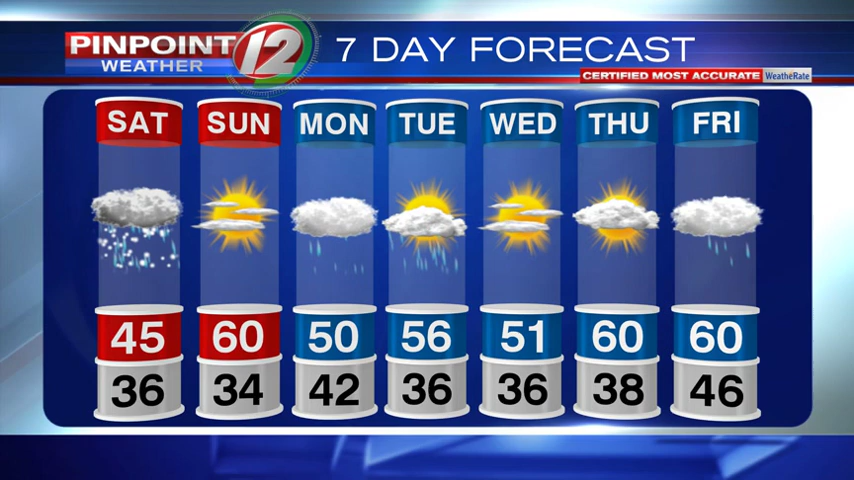 PINPOINT 12
WEATHER
7 DAY FORECAST
CERTIFIED MOST ACCURATE WeatheRate
SAT SUN MON TUE WED THU FRI
45 60 50 56 51 60 60
36 34 42 36 36 38 46